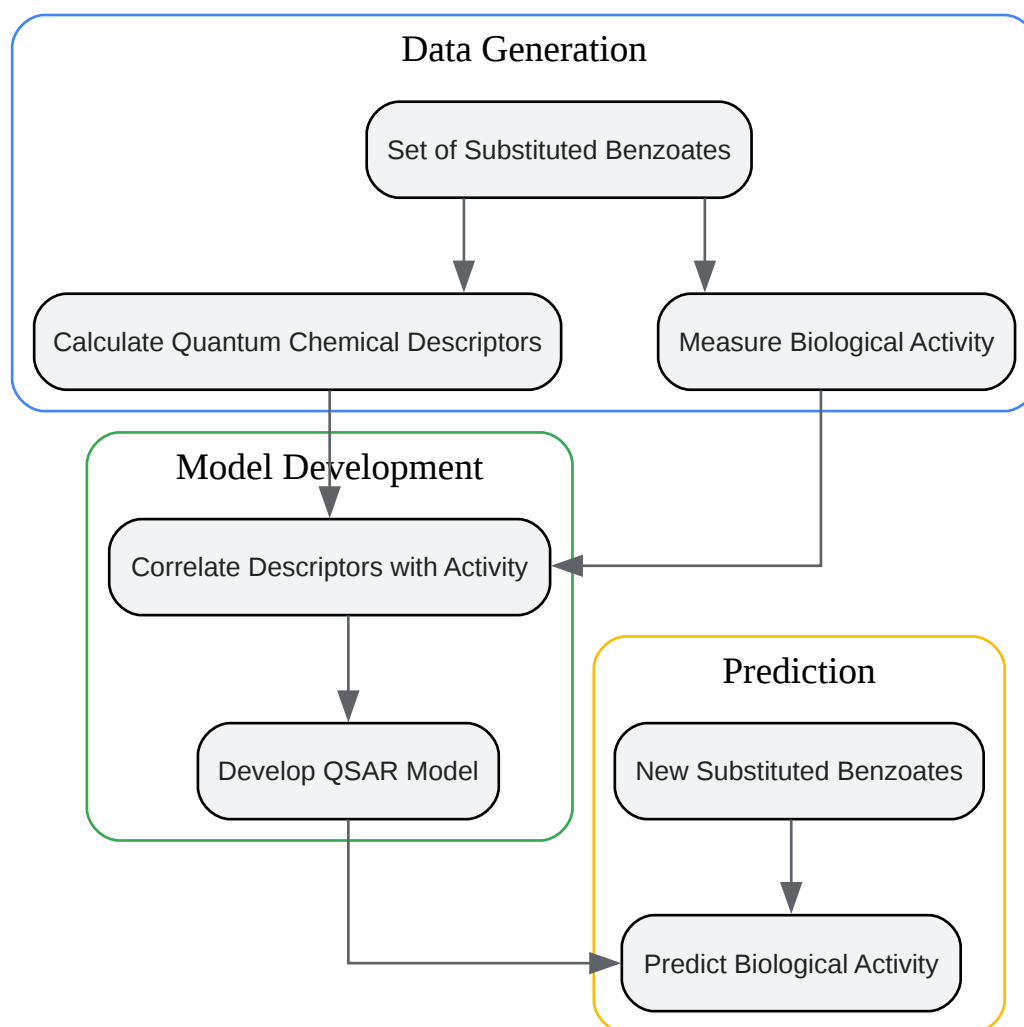 Data Generation
Set of Substituted Benzoates
Calculate Quantum Chemical Descriptors
Measure Biological Activity
Model Development
Correlate Descriptors with Activity
Prediction
Develop QSAR Model
New Substituted Benzoates
Predict Biological Activity